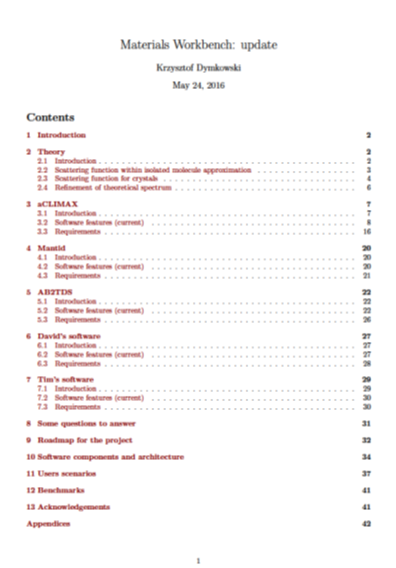 Materials Workbench: update
Krzysztof Dymkowski
May 24, 2016
Contents
1 Introduction 2
2 Theory 2
2.1 Introduction . . . . . . . . . . 2
2.2 Scattering function within isolated molecule approximation . . . . . . . . . . 3
2.3 Scattering function for crystals . . . . . . . . . . 4
2.4 Refinement of theoretical spectrum . . . . . . . . . . 6
3 aCLIMAX 7
3.1 Introduction . . . . . . . . . . 7
3.2 Software features (current) . . . . . . . . . . 8
3.3 Requirements . . . . . . . . . . 16
4 Mantid 20
4.1 Introduction . . . . . . . . . . 20
4.2 Software features (current) . . . . . . . . . . 20
4.3 Requirements . . . . . . . . . . 21
5 AB2TDS 22
5.1 Introduction . . . . . . . . . . 22
5.2 Software features (current) . . . . . . . . . . 22
5.3 Requirements . . . . . . . . . . 26
6 David's software 27
6.1 Introduction . . . . . . . . . . 27
6.2 Software features (current) . . . . . . . . . . 27
6.3 Requirements . . . . . . . . . . 28
7 Tim's software 29
7.1 Introduction . . . . . . . . . . 29
7.2 Software features (current) . . . . . . . . . . 30
7.3 Requirements . . . . . . . . . . 30
8 Some questions to answer 31
9 Roadmap for the project 32
10 Software components and architecture 34
11 Users scenarios 37
12 Benchmarks 41
13 Acknowledgements 41
Appendices 42
1